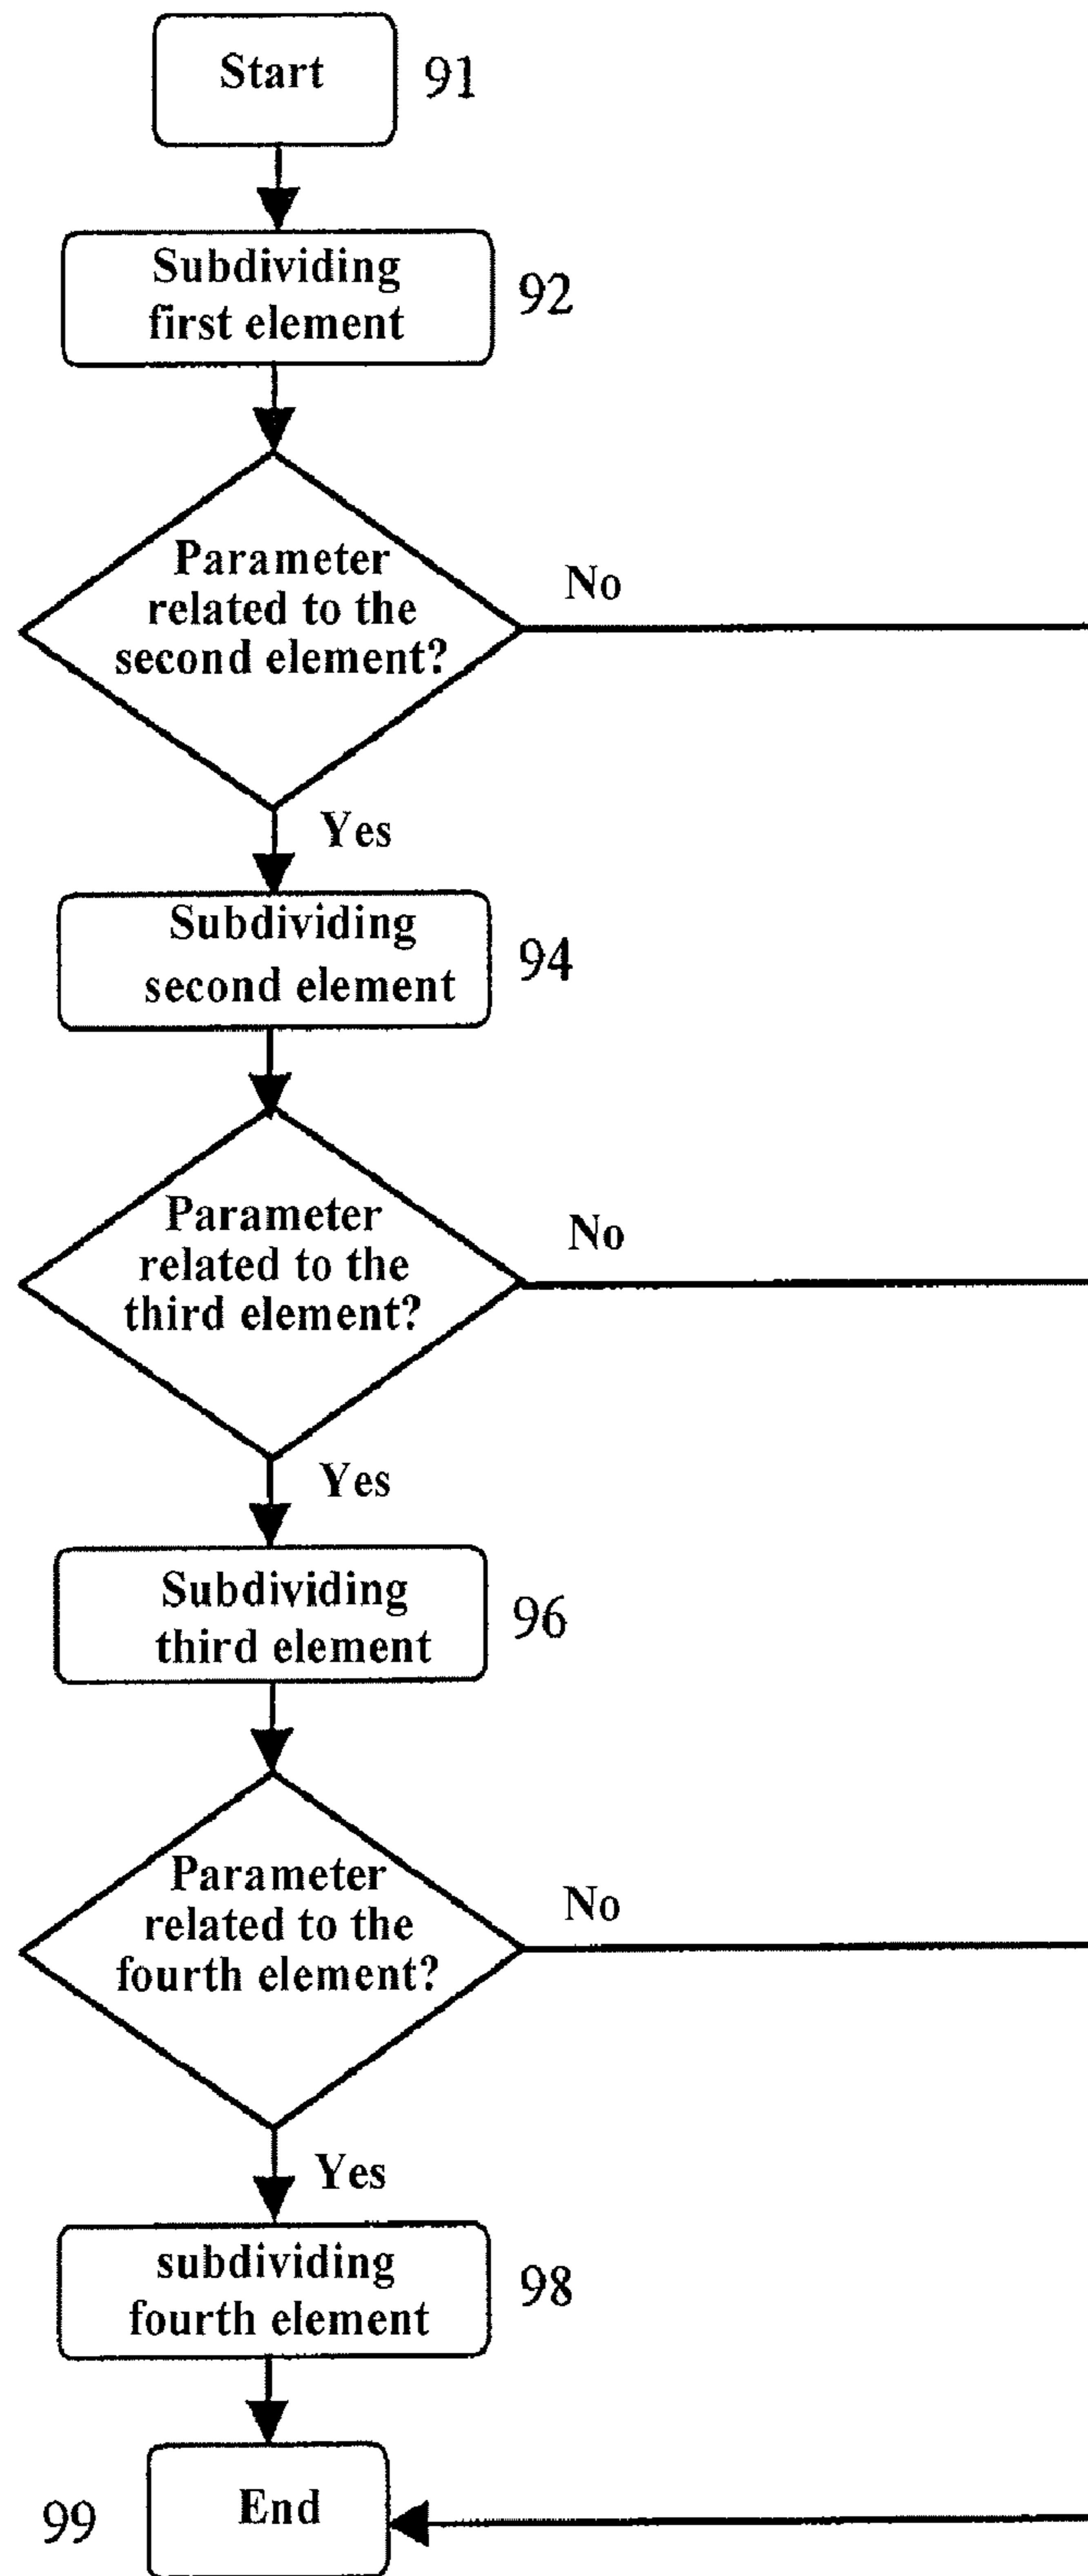 Start
91
Subdividing
first element
92
Parameter
related to the
second element?
No
Yes
Subdividing
second element
94
Parameter
related to the
third element?
No
Yes
Subdividing
third element
96
Parameter
related to the
fourth element?
No
Yes
subdividing
fourth element
98
End
99